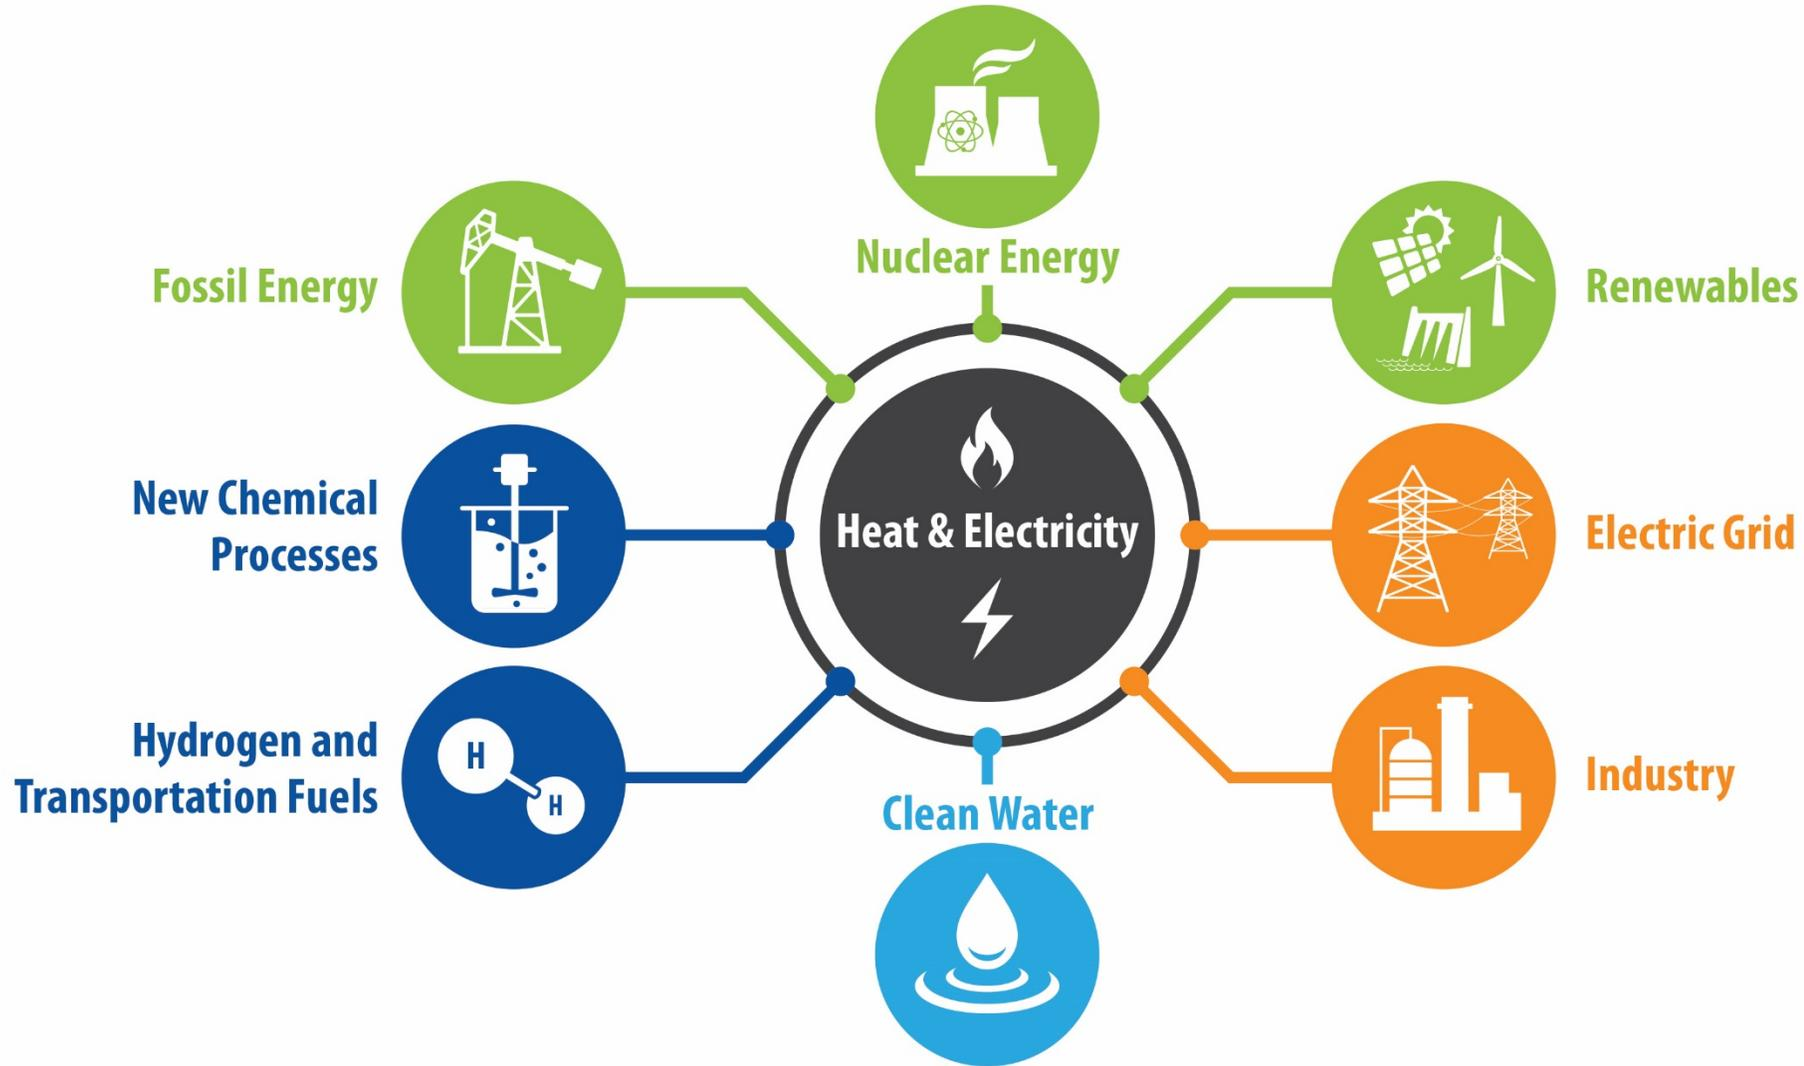 Nuclear Energy
Fossil Energy
Renewables
New Chemical
Processes
Heat & Electricity
Electric Grid
Hydrogen and
Transportation Fuels
H
H
Industry
Clean Water